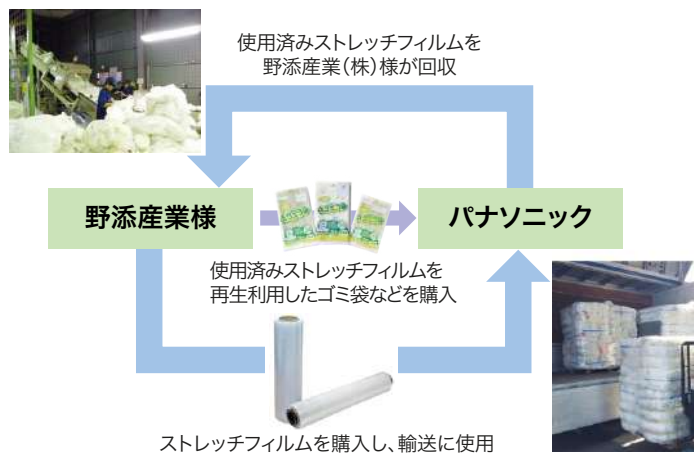 使用済みストレッチフィルムを
野添産業(株)様が回収
野添産業様
パナソニック
使用済みストレッチフィルムを
再生利用したゴミ袋などを購入
ストレッチフィルムを購入し、輸送に使用